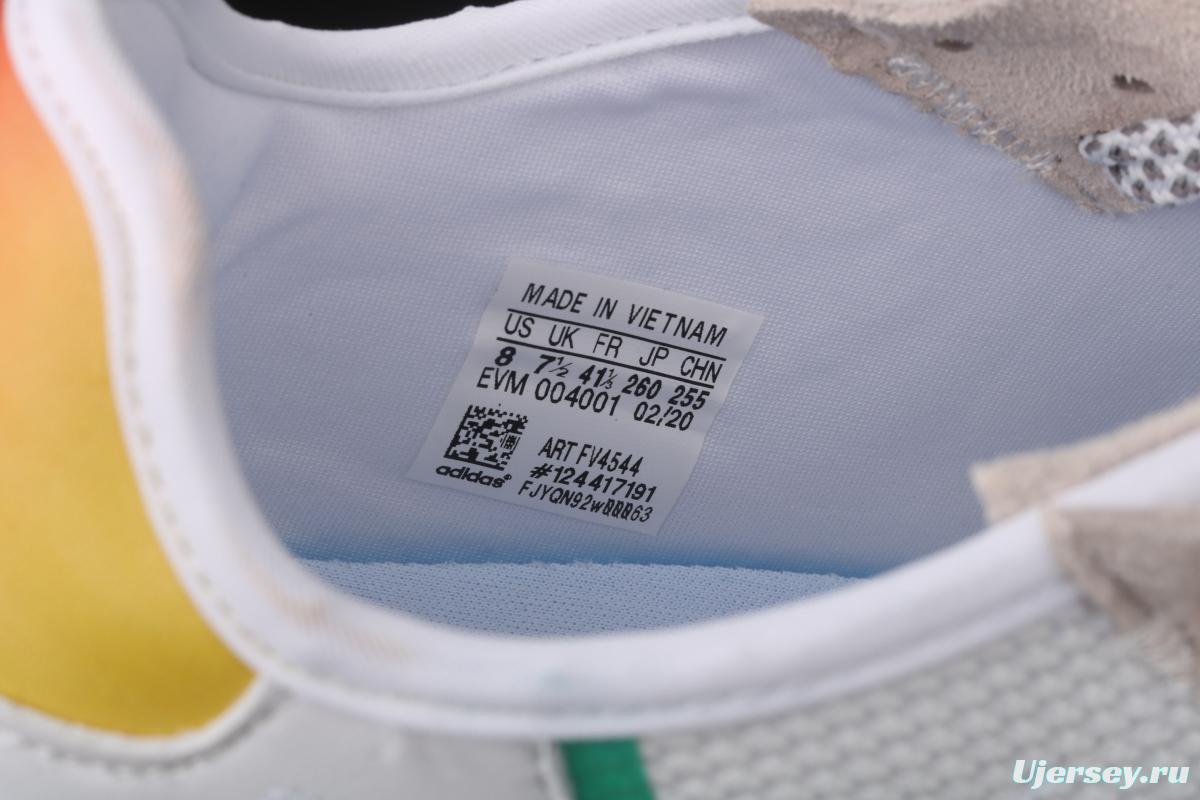 MADE IN VIETNAM
US UK FR JP CHN
8 7½ 41⅓ 260 255
EVM 004001 02/20
ART FV4544
#124417191
adidas®
Ujersey.ru